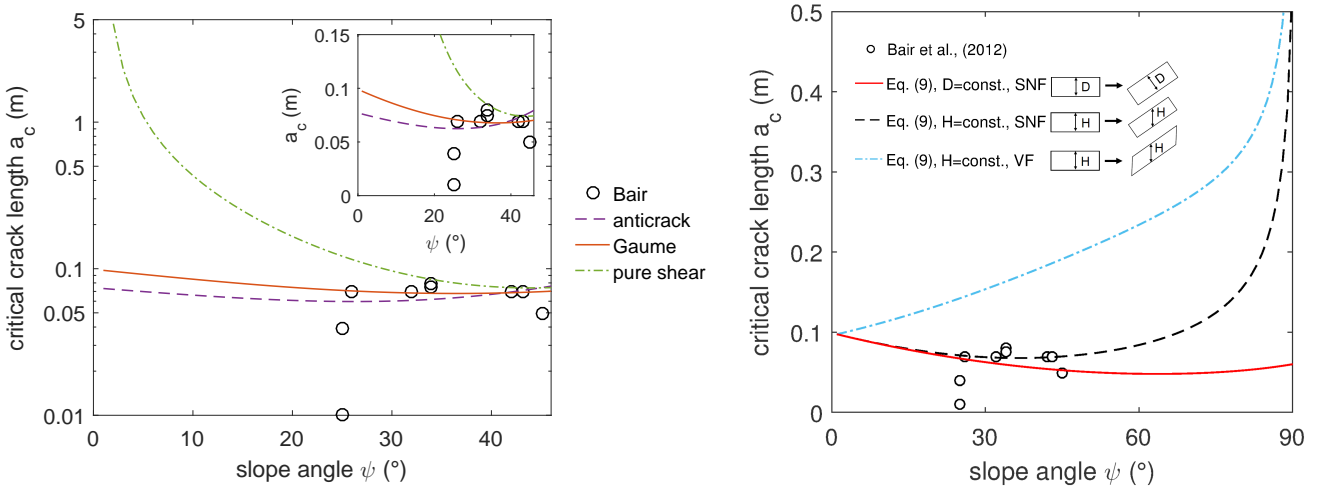 5
1
0.5
0.1
0.05
0.01
critical crack length a_c (m)
0 10 20 30 40
slope angle ψ (°)
0.15
0.1
0.05
0
a_c (m)
0 20 40
ψ (°)
Bair
anticrack
Gaume
pure shear
0.5
0.4
0.3
0.2
0.1
0
critical crack length a_c (m)
0 30 60 90
slope angle ψ (°)
Bair et al., (2012)
Eq. (9), D=const., SNF D D
Eq. (9), H=const., SNF H H
Eq. (9), H=const., VF H H